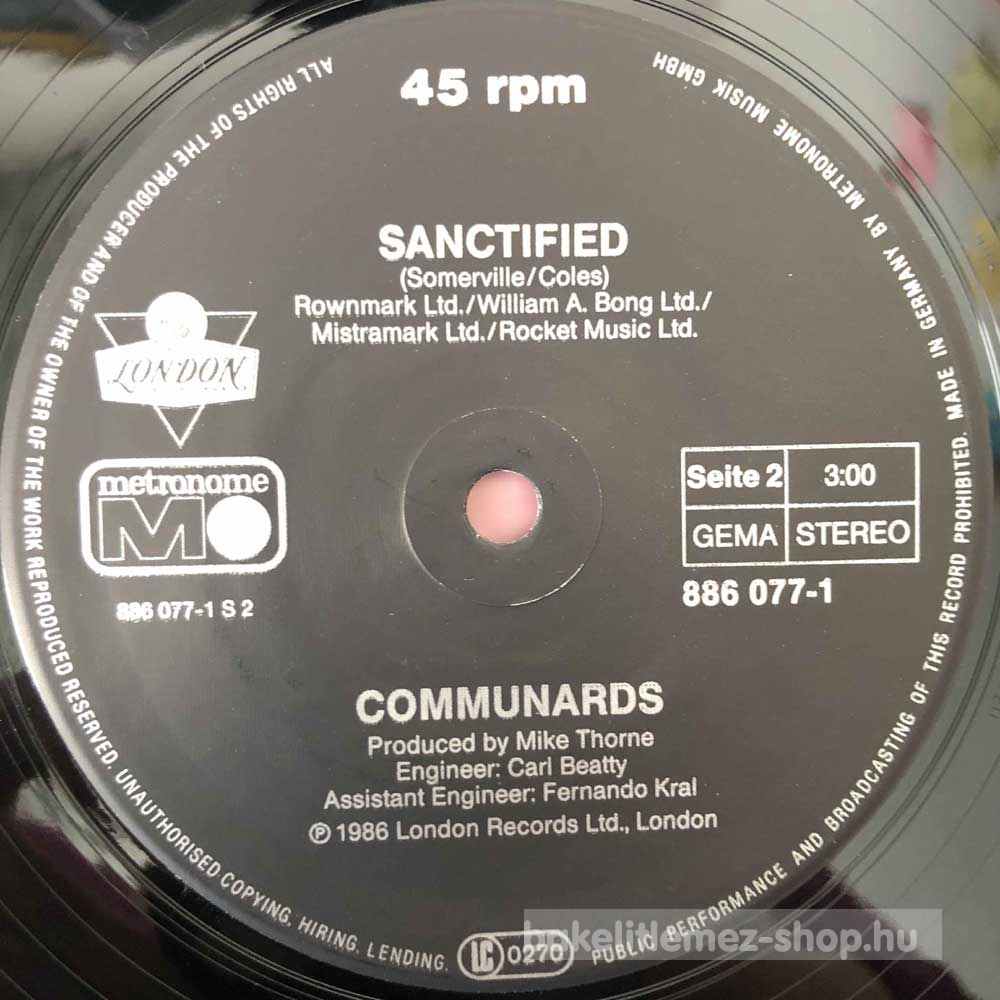 45 rpm
SANCTIFIED
(Somerville/Coles)
Rownmark Ltd./William A. Bong Ltd./
Mistramark Ltd./Rocket Music Ltd.
LONDON
metronome
M
886 077-1 S 2
Seite 2 3:00
GEMA STEREO
886 077-1
COMMUNARDS
Produced by Mike Thorne
Engineer: Carl Beatty
Assistant Engineer: Fernando Kral
Ⓟ 1986 London Records Ltd., London
ALL RIGHTS OF THE PRODUCER AND OF THE OWNER OF THE WORK REPRODUCED RESERVED. UNAUTHORISED COPYING, HIRING, LENDING, LC 0270 PUBLIC PERFORMANCE AND BROADCASTING OF THIS RECORD PROHIBITED. MADE IN GERMANY BY METRONOME MUSIK GMBH
bakelitlemez-shop.hu